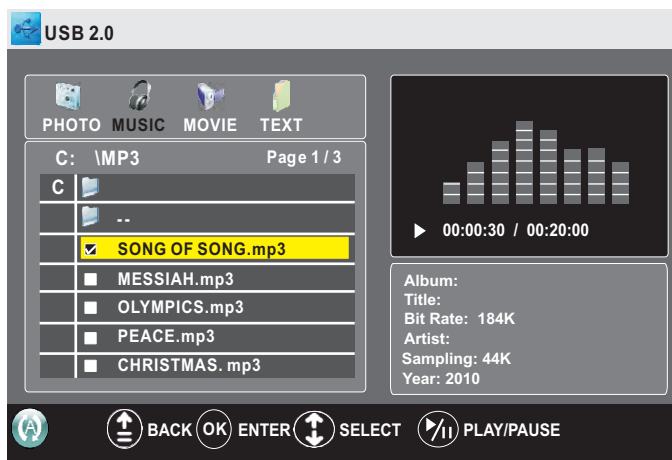 USB 2.0
PHOTO MUSIC MOVIE TEXT
C: \MP3 Page 1 / 3
C
--
SONG OF SONG.mp3
MESSIAH.mp3
OLYMPICS.mp3
PEACE.mp3
CHRISTMAS. mp3
00:00:30 / 00:20:00
Album:
Title:
Bit Rate: 184K
Artist:
Sampling: 44K
Year: 2010
A BACK OK ENTER SELECT PLAY/PAUSE